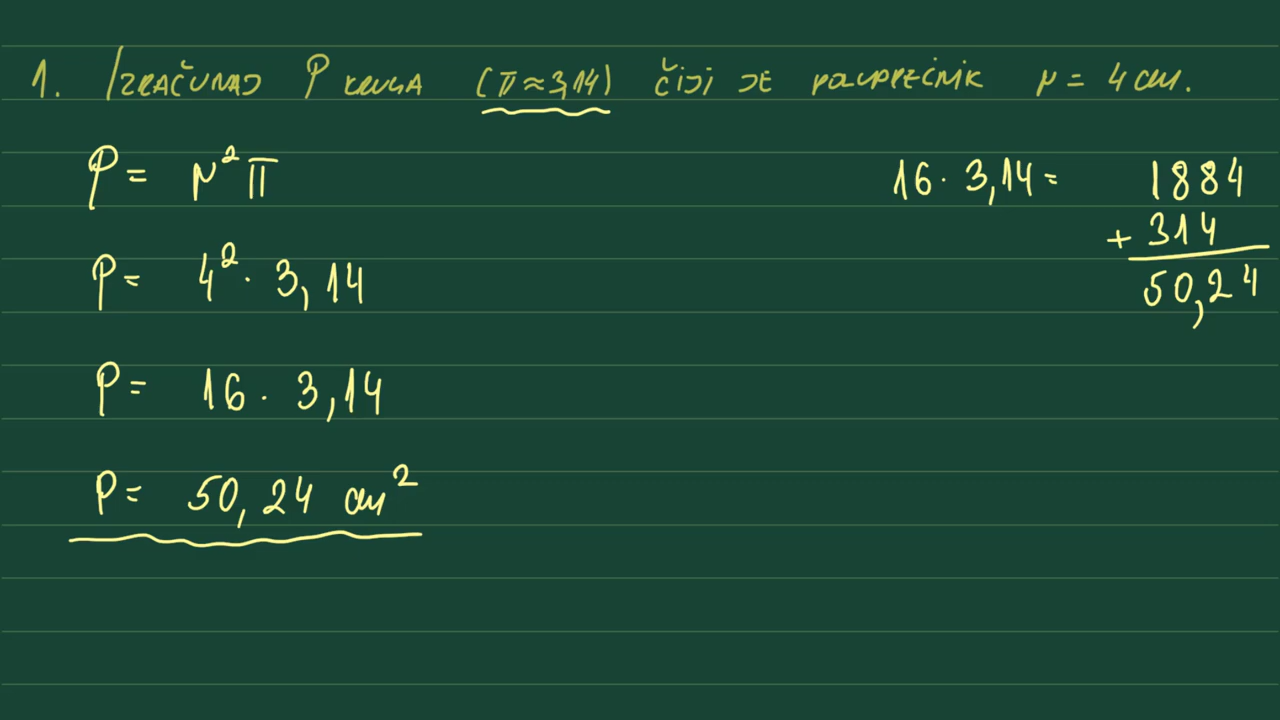 1. IZRAČUNAJ P KRUGA (π≈3,14) ČIJI JE POLUPREČNIK r = 4 cm.
P = r²π
P = 4² · 3,14
P = 16 · 3,14
P = 50,24 cm²
16 · 3,14 = 1884
+ 314
50,24